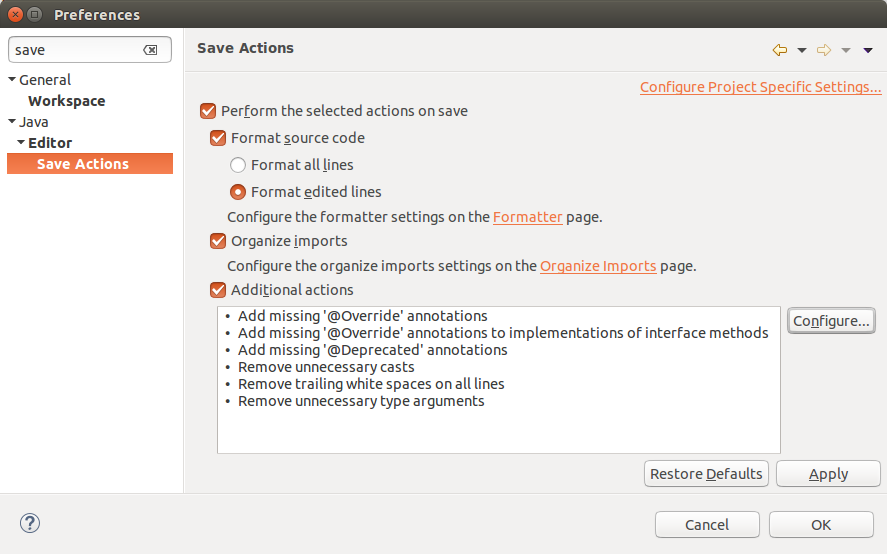 Preferences
save
Save Actions
General
Workspace
Java
Editor
Save Actions
Configure Project Specific Settings...
Perform the selected actions on save
Format source code
Format all lines
Format edited lines
Configure the formatter settings on the Formatter page.
Organize imports
Configure the organize imports settings on the Organize Imports page.
Additional actions
• Add missing '@Override' annotations
• Add missing '@Override' annotations to implementations of interface methods
• Add missing '@Deprecated' annotations
• Remove unnecessary casts
• Remove trailing white spaces on all lines
• Remove unnecessary type arguments
Configure...
Restore Defaults
Apply
?
Cancel
OK